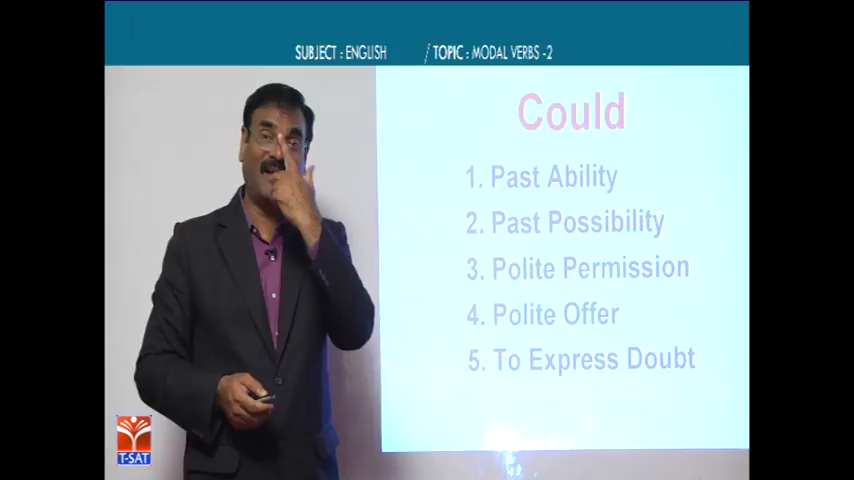 SUBJECT : ENGLISH / TOPIC : MODAL VERBS -2
Could
1. Past Ability
2. Past Possibility
3. Polite Permission
4. Polite Offer
5. To Express Doubt
T-SAT